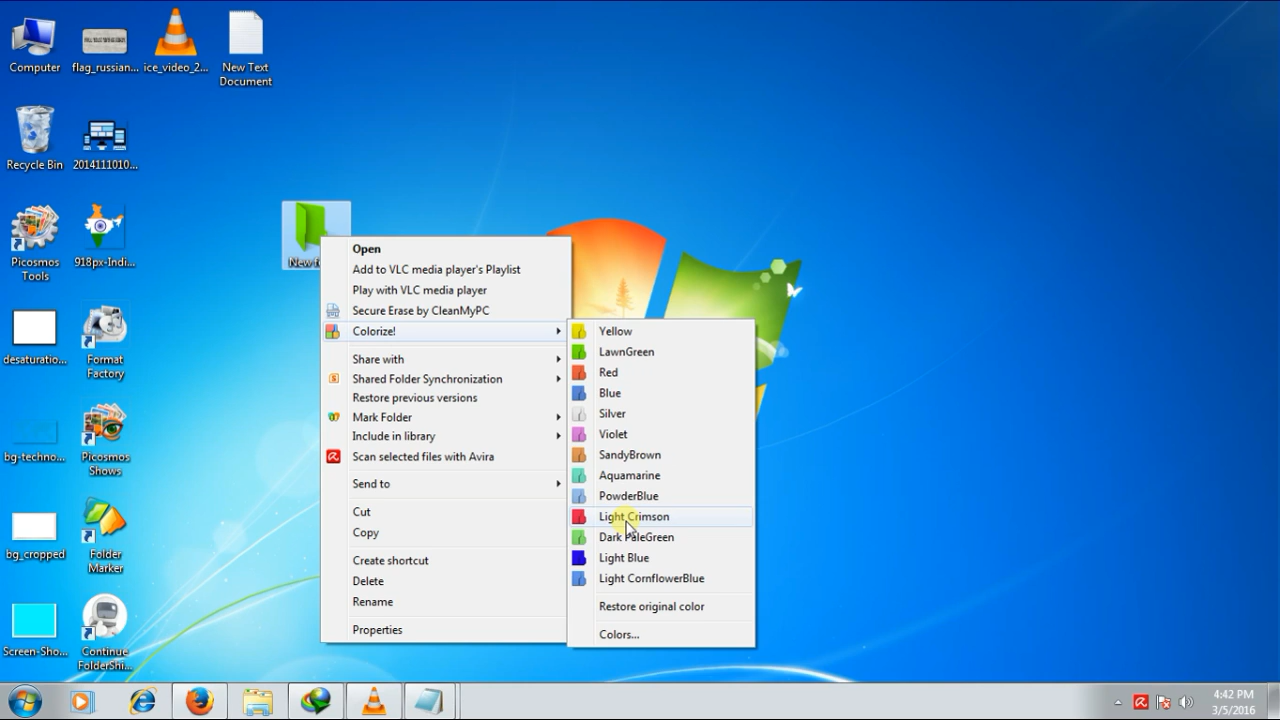 Computer
flag_russian...
ice_video_2...
New Text
Document
Recycle Bin
2014111010...
Picosmos
Tools
918px-Indi...
desaturatio...
Format
Factory
bg-techno...
Picosmos
Shows
bg_cropped
Folder
Marker
Screen-Sho...
Continue
FolderShi...
New f
Open
Add to VLC media player's Playlist
Play with VLC media player
Secure Erase by CleanMyPC
Colorize!
Share with
Shared Folder Synchronization
Restore previous versions
Mark Folder
Include in library
Scan selected files with Avira
Send to
Cut
Copy
Create shortcut
Delete
Rename
Properties
Yellow
LawnGreen
Red
Blue
Silver
Violet
SandyBrown
Aquamarine
PowderBlue
Light Crimson
Dark PaleGreen
Light Blue
Light CornflowerBlue
Restore original color
Colors...
4:42 PM
3/5/2016